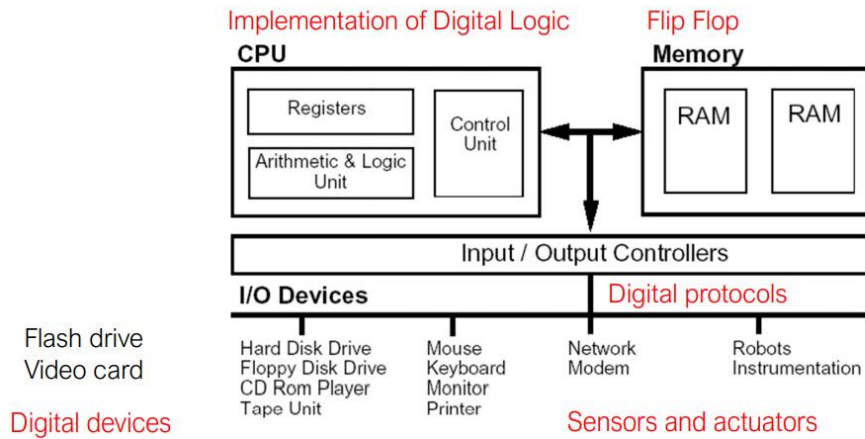 Implementation of Digital Logic
Flip Flop
CPU
Memory
Registers
Arithmetic & Logic
Unit
Control
Unit
RAM
RAM
Input / Output Controllers
I/O Devices
Digital protocols
Flash drive
Video card
Hard Disk Drive
Floppy Disk Drive
CD Rom Player
Tape Unit
Mouse
Keyboard
Monitor
Printer
Network
Modem
Robots
Instrumentation
Digital devices
Sensors and actuators